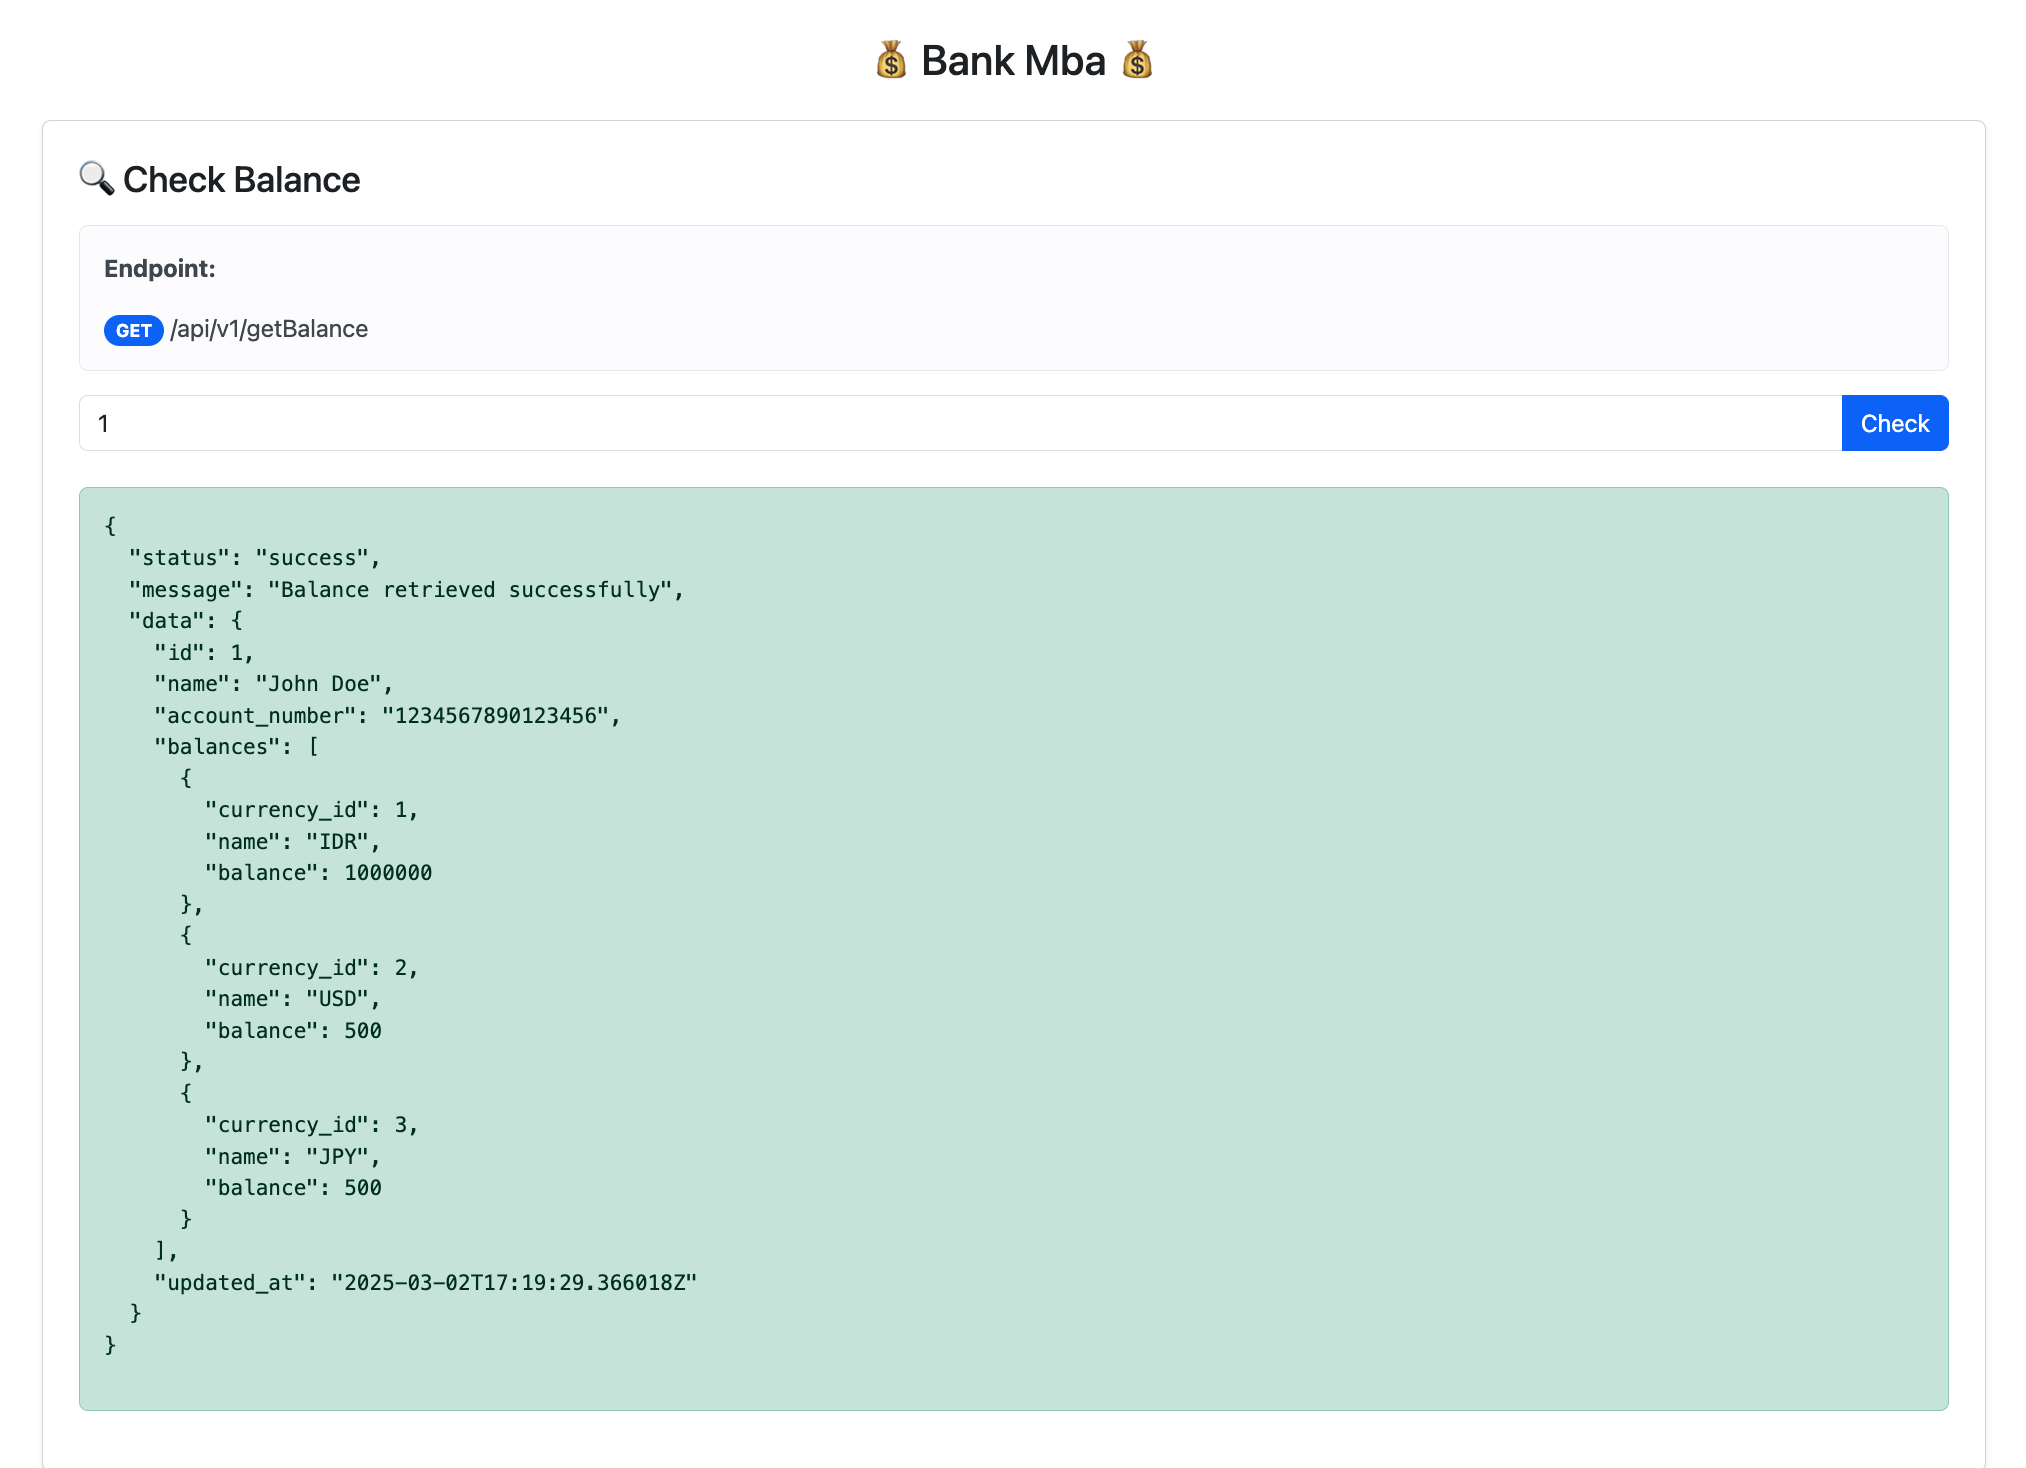 💰 Bank Mba 💰
🔍 Check Balance
Endpoint:
GET /api/v1/getBalance
1
Check
{
  "status": "success",
  "message": "Balance retrieved successfully",
  "data": {
    "id": 1,
    "name": "John Doe",
    "account_number": "1234567890123456",
    "balances": [
      {
        "currency_id": 1,
        "name": "IDR",
        "balance": 1000000
      },
      {
        "currency_id": 2,
        "name": "USD",
        "balance": 500
      },
      {
        "currency_id": 3,
        "name": "JPY",
        "balance": 500
      }
    ],
    "updated_at": "2025-03-02T17:19:29.366018Z"
  }
}